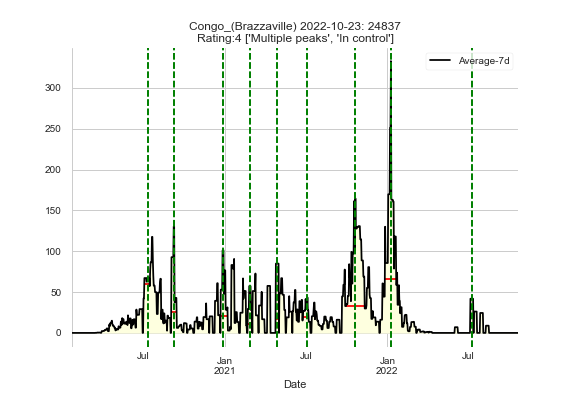 Congo_(Brazzaville) 2022-10-23: 24837
Rating:4 ['Multiple peaks', 'In control']
Average-7d
300
250
200
150
100
50
0
Jul
Jan
2021
Jul
Jan
2022
Jul
Date